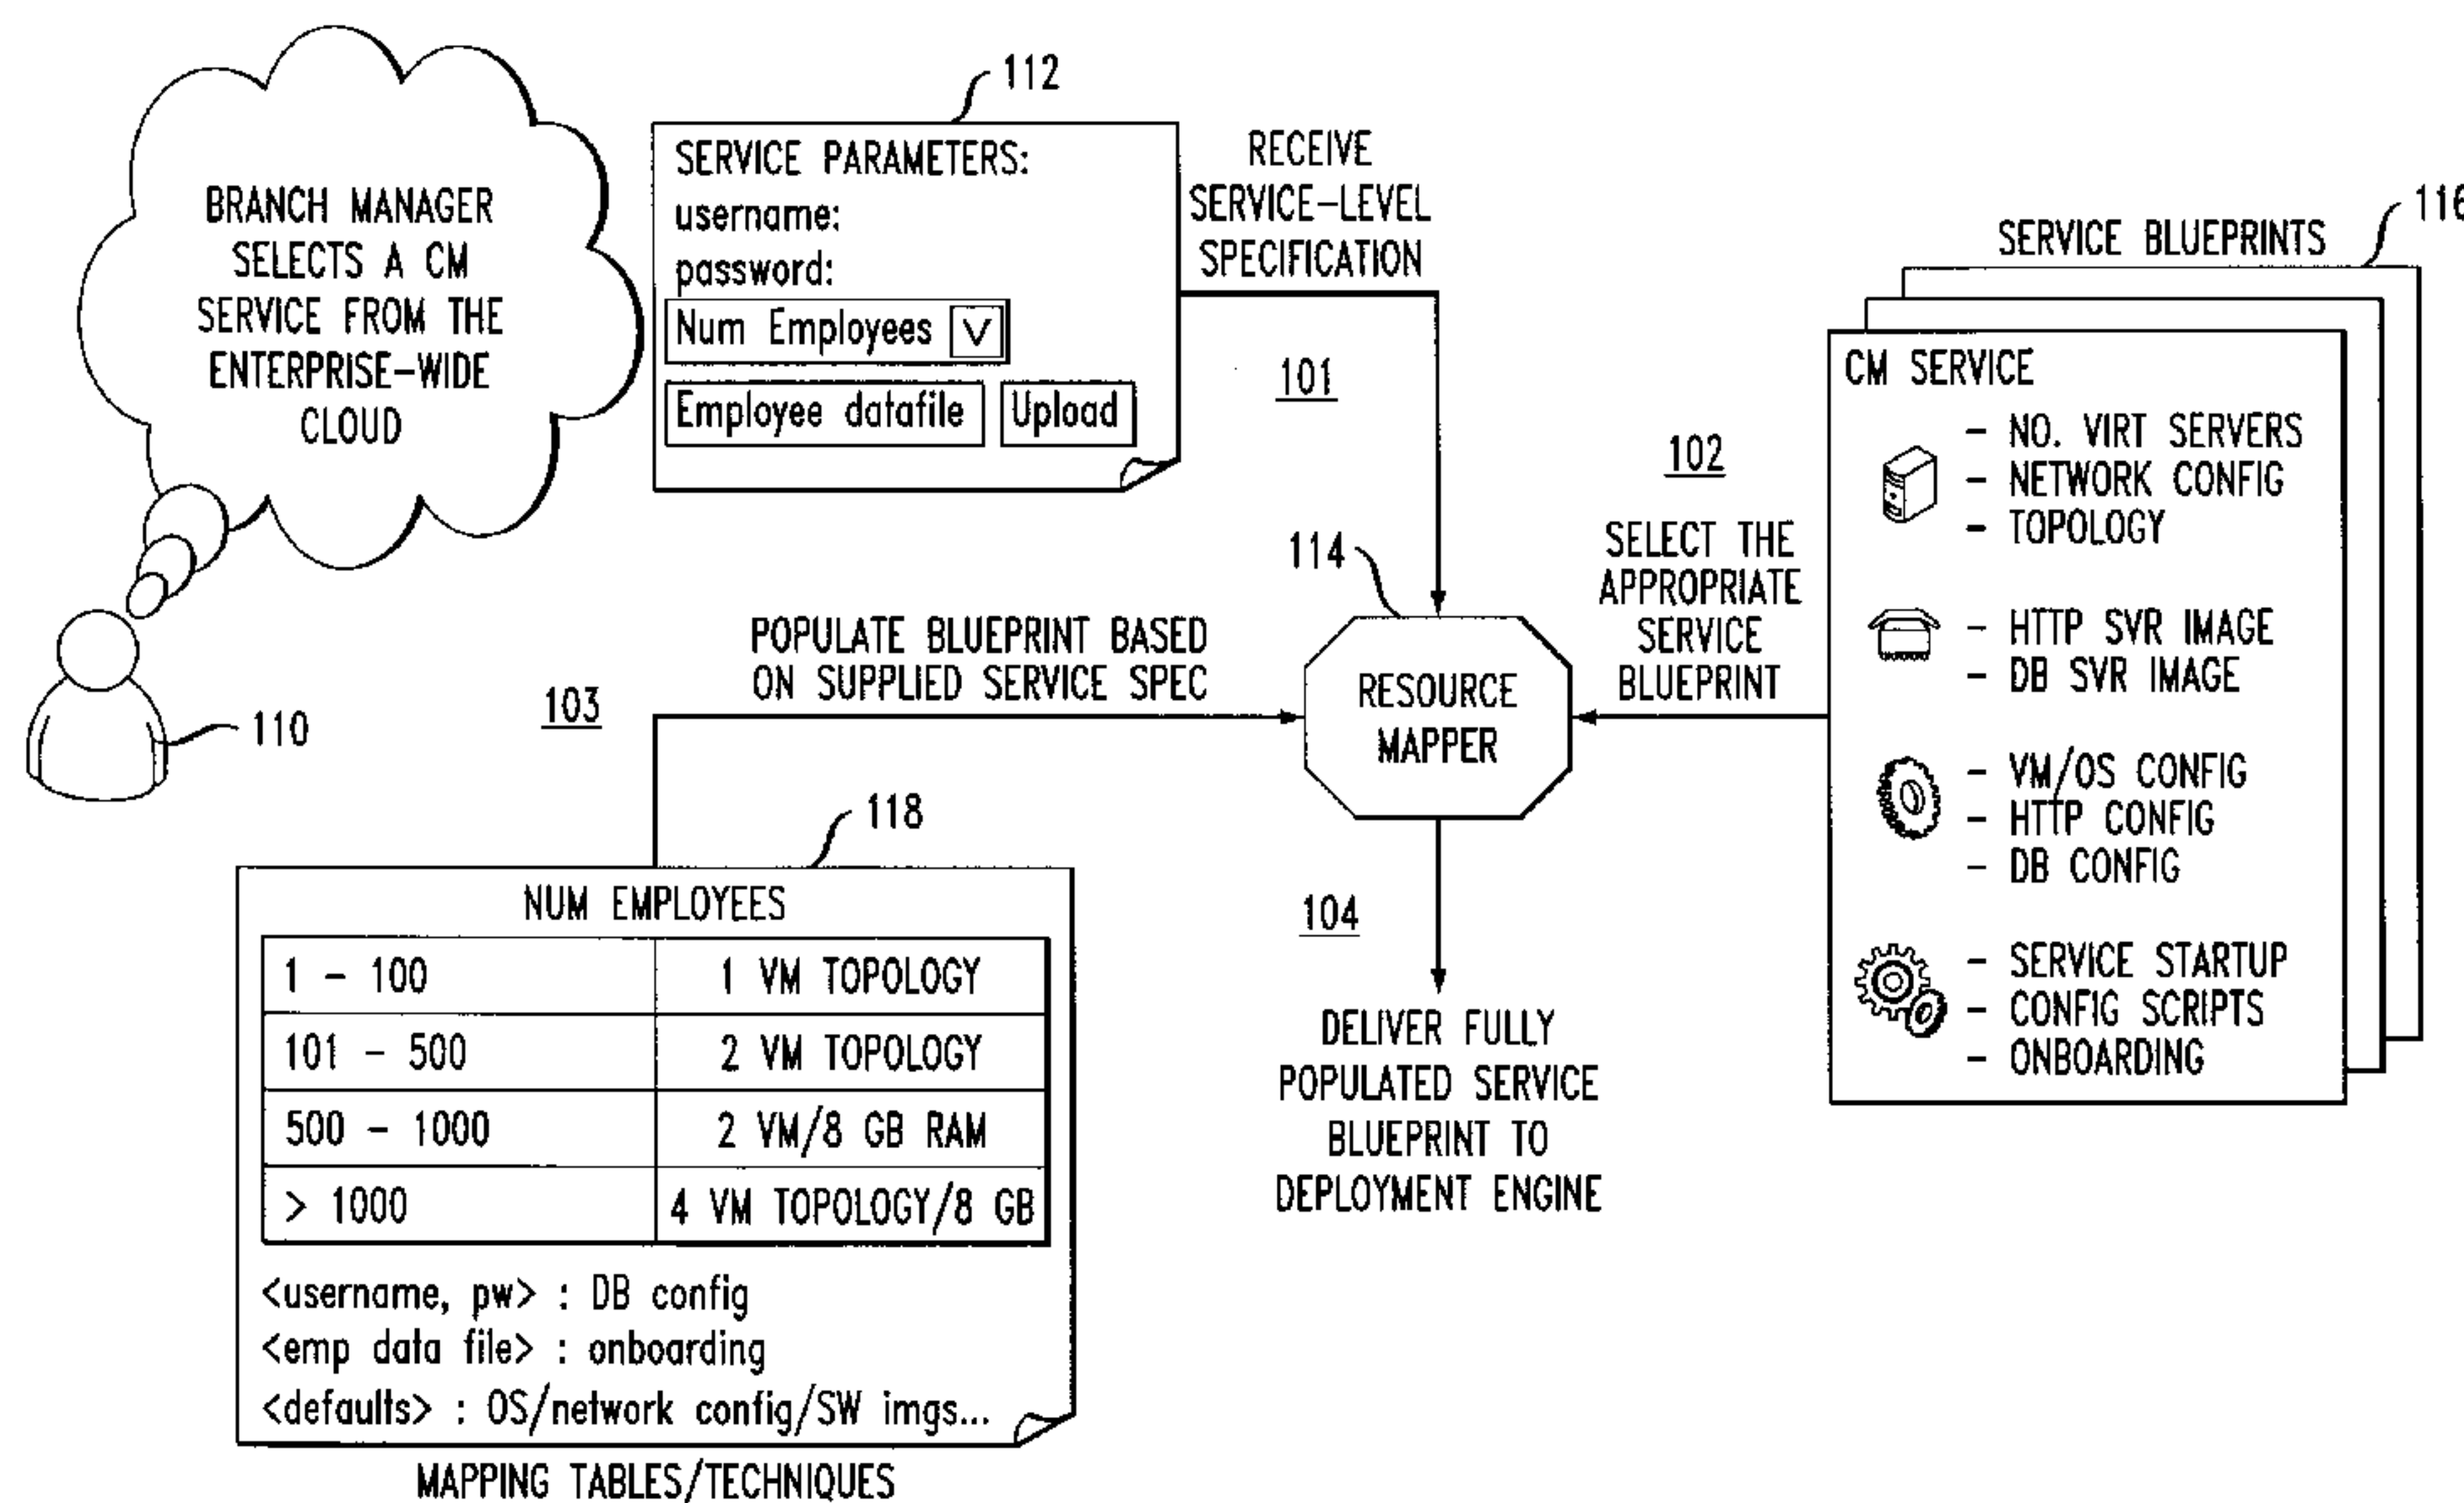 BRANCH MANAGER
SELECTS A CM
SERVICE FROM THE
ENTERPRISE-WIDE
CLOUD
110
112
SERVICE PARAMETERS:
username:
password:
Num Employees V
Employee datafile Upload
RECEIVE
SERVICE-LEVEL
SPECIFICATION
101
102
SELECT THE
APPROPRIATE
SERVICE
BLUEPRINT
116
SERVICE BLUEPRINTS
CM SERVICE
- NO. VIRT SERVERS
- NETWORK CONFIG
- TOPOLOGY
- HTTP SVR IMAGE
- DB SVR IMAGE
- VM/OS CONFIG
- HTTP CONFIG
- DB CONFIG
- SERVICE STARTUP
- CONFIG SCRIPTS
- ONBOARDING
114
RESOURCE
MAPPER
POPULATE BLUEPRINT BASED
ON SUPPLIED SERVICE SPEC
103
118
NUM EMPLOYEES
1 - 100 1 VM TOPOLOGY
101 - 500 2 VM TOPOLOGY
500 - 1000 2 VM/8 GB RAM
> 1000 4 VM TOPOLOGY/8 GB
<username, pw> : DB config
<emp data file> : onboarding
<defaults> : OS/network config/SW imgs...
MAPPING TABLES/TECHNIQUES
104
DELIVER FULLY
POPULATED SERVICE
BLUEPRINT TO
DEPLOYMENT ENGINE